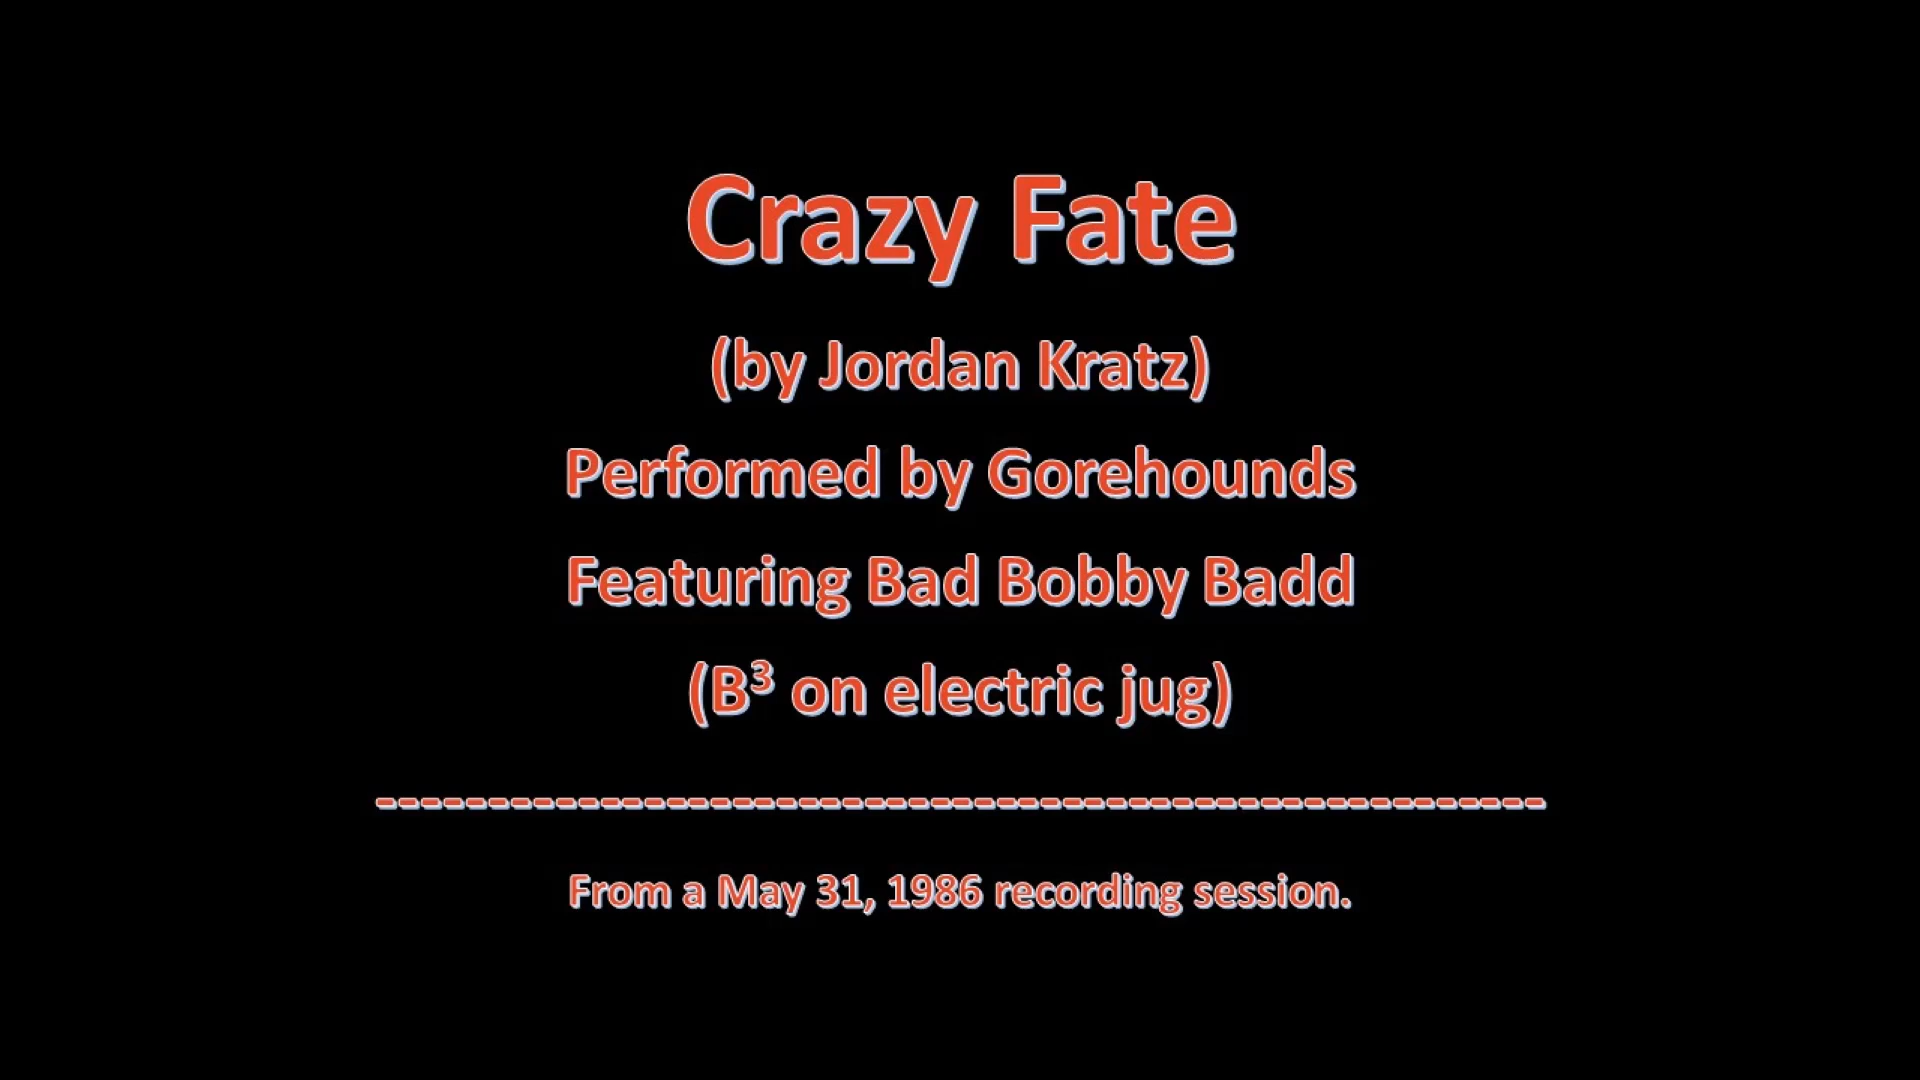 Crazy Fate
(by Jordan Kratz)
Performed by Gorehounds
Featuring Bad Bobby Badd
(B³ on electric jug)
-----------------------------------------------------
From a May 31, 1986 recording session.